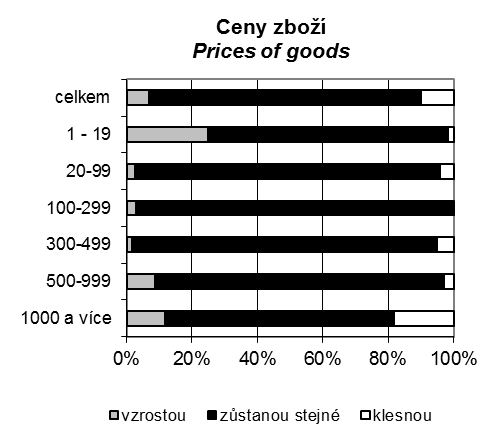 Ceny zboží
Prices of goods
celkem
1 - 19
20-99
100-299
300-499
500-999
1000 a více
0% 20% 40% 60% 80% 100%
vzrostou zůstanou stejné klesnou